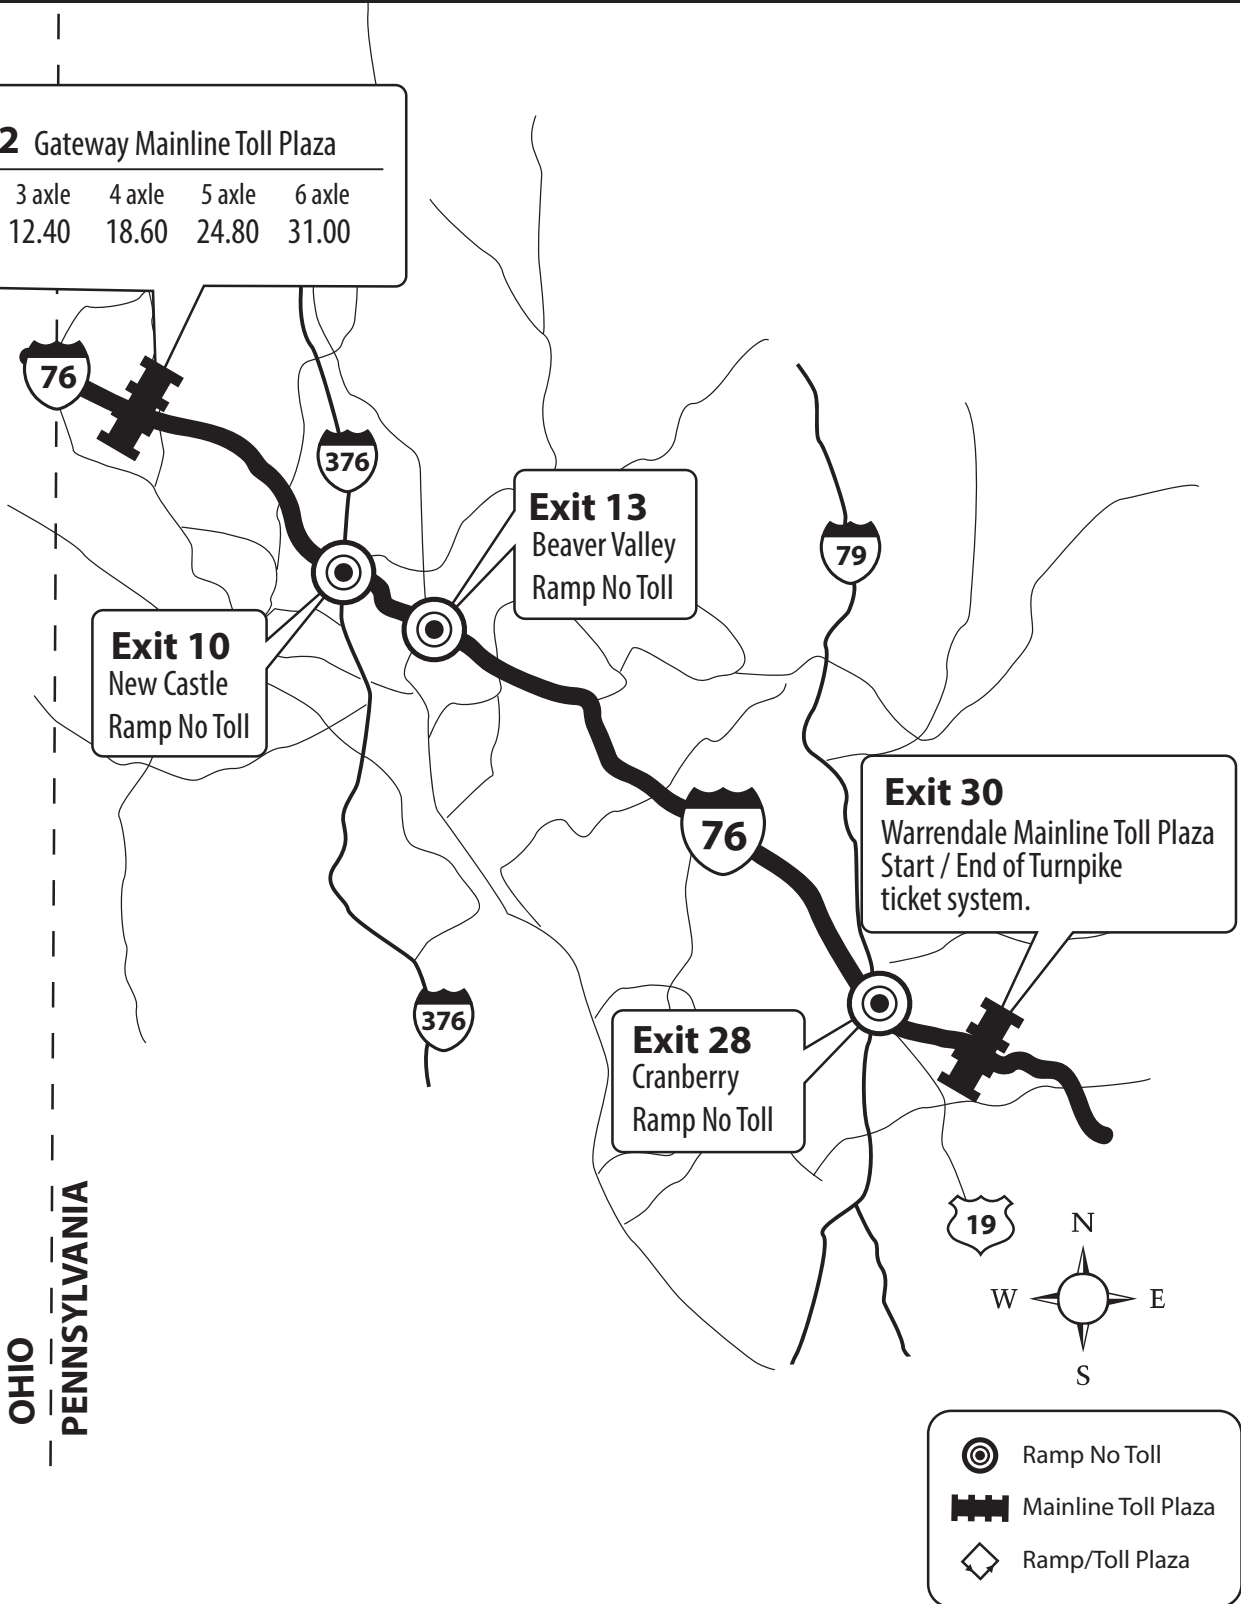 2 Gateway Mainline Toll Plaza
3 axle 4 axle 5 axle 6 axle
12.40 18.60 24.80 31.00
76
376
Exit 13
Beaver Valley
Ramp No Toll
79
Exit 10
New Castle
Ramp No Toll
76
Exit 30
Warrendale Mainline Toll Plaza
Start / End of Turnpike
ticket system.
376
Exit 28
Cranberry
Ramp No Toll
19
OHIO
PENNSYLVANIA
N
W E
S
Ramp No Toll
Mainline Toll Plaza
Ramp/Toll Plaza